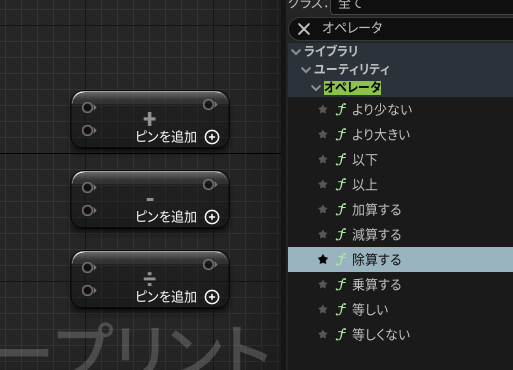 クラス: 全て
オペレータ
ライブラリ
ユーティリティ
オペレータ
より少ない
より大きい
以下
以上
加算する
減算する
除算する
乗算する
等しい
等しくない
+
ピンを追加
-
ピンを追加
÷
ピンを追加
ープリント